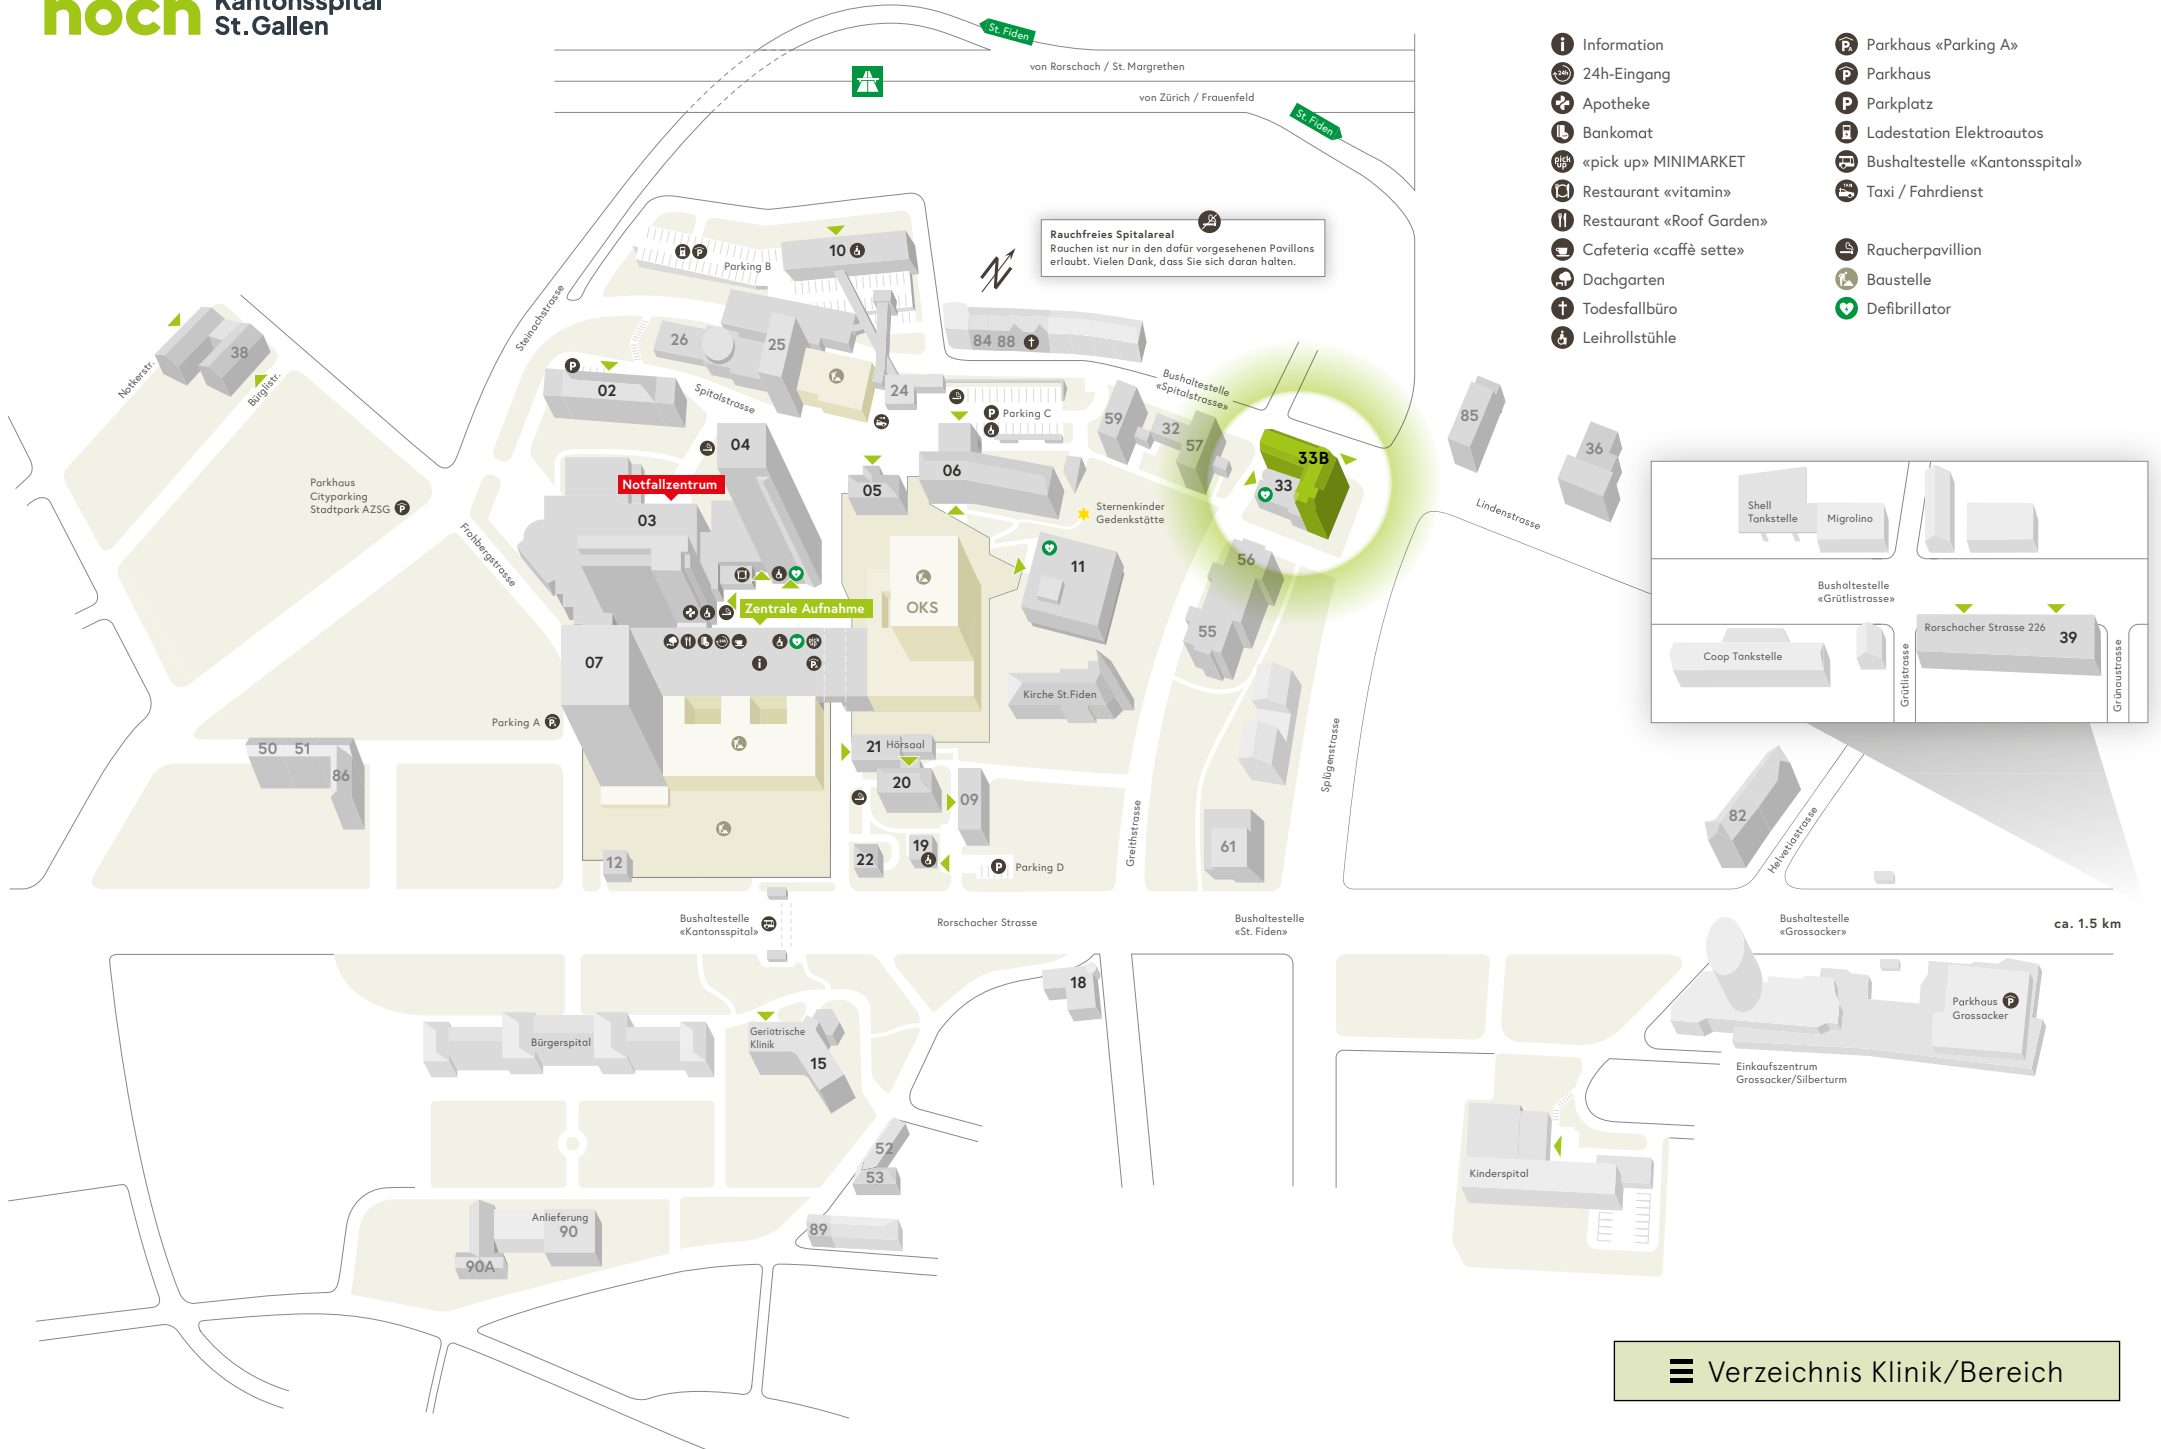 noch Kantonsspital
St.Gallen
St. Fiden
von Rorschach / St. Margrethen
von Zürich / Frauenfeld
St. Fiden
Information
24h-Eingang
Apotheke
Bankomat
«pick up» MINIMARKET
Restaurant «vitamin»
Restaurant «Roof Garden»
Cafeteria «caffè sette»
Dachgarten
Todesfallbüro
Leihrollstühle
Parkhaus «Parking A»
Parkhaus
Parkplatz
Ladestation Elektroautos
Bushaltestelle «Kantonsspital»
Taxi / Fahrdienst
Raucherpavillion
Baustelle
Defibrillator
Rauchfreies Spitalareal
Rauchen ist nur in den dafür vorgesehenen Pavillons
erlaubt. Vielen Dank, dass Sie sich daran halten.
N
10
Parking B
Steinachstrasse
26
25
84 88
38
Notkerstr.
Bürglistr.
02
Spitalstrasse
24
Parking C
Bushaltestelle
«Spitalstrasse»
59
32
57
85
36
04
33B
33
Notfallzentrum
03
05
06
Parkhaus
Cityparking
Stadtpark AZSG
Frohbergstrasse
Sternenkinder
Gedenkstätte
Lindenstrasse
11
56
55
OKS
Zentrale Aufnahme
07
Kirche St.Fiden
Parking A
50 51
86
21 Hörsaal
20
09
12
22
19
Parking D
Greithstrasse
61
Splügenstrasse
82
Helvetiastrasse
Shell
Tankstelle
Migrolino
Bushaltestelle
«Grütlistrasse»
Rorschacher Strasse 226
39
Coop Tankstelle
Grütlistrasse
Grünaustrasse
Bushaltestelle
«Kantonsspital»
Rorschacher Strasse
Bushaltestelle
«St. Fiden»
Bushaltestelle
«Grossacker»
ca. 1.5 km
18
Bürgerspital
Geriatrische
Klinik
15
Parkhaus
Grossacker
Einkaufszentrum
Grossacker/Silberturm
52
53
89
Kinderspital
Anlieferung
90
90A
Verzeichnis Klinik/Bereich